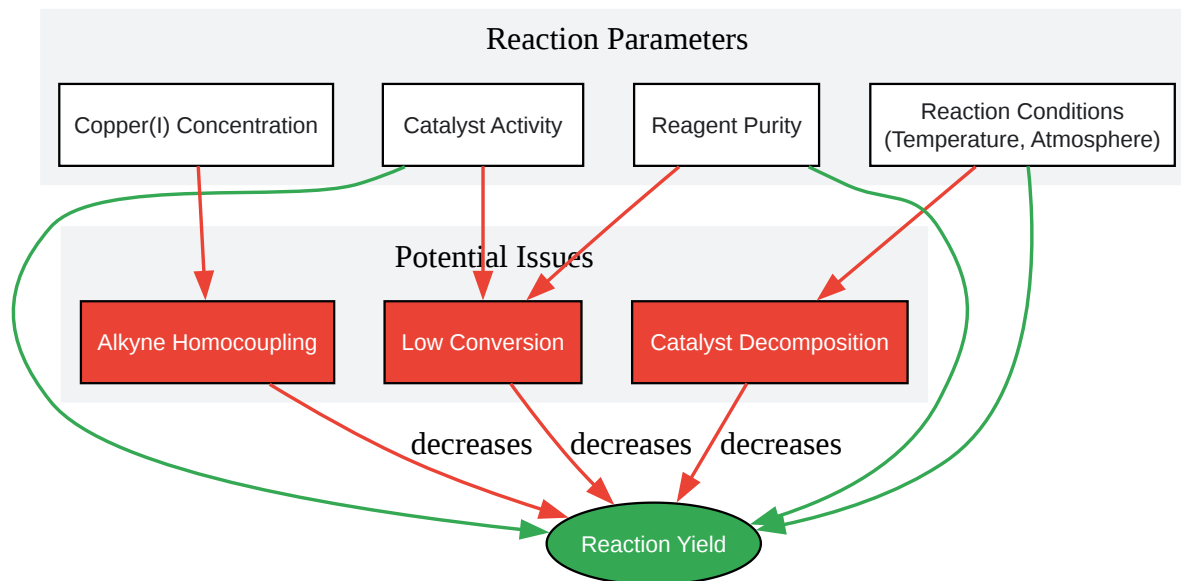 Reaction Parameters
Copper(I) Concentration
Catalyst Activity
Reagent Purity
Reaction Conditions
(Temperature, Atmosphere)
Potential Issues
Alkyne Homocoupling
Low Conversion
Catalyst Decomposition
decreases
decreases
decreases
Reaction Yield